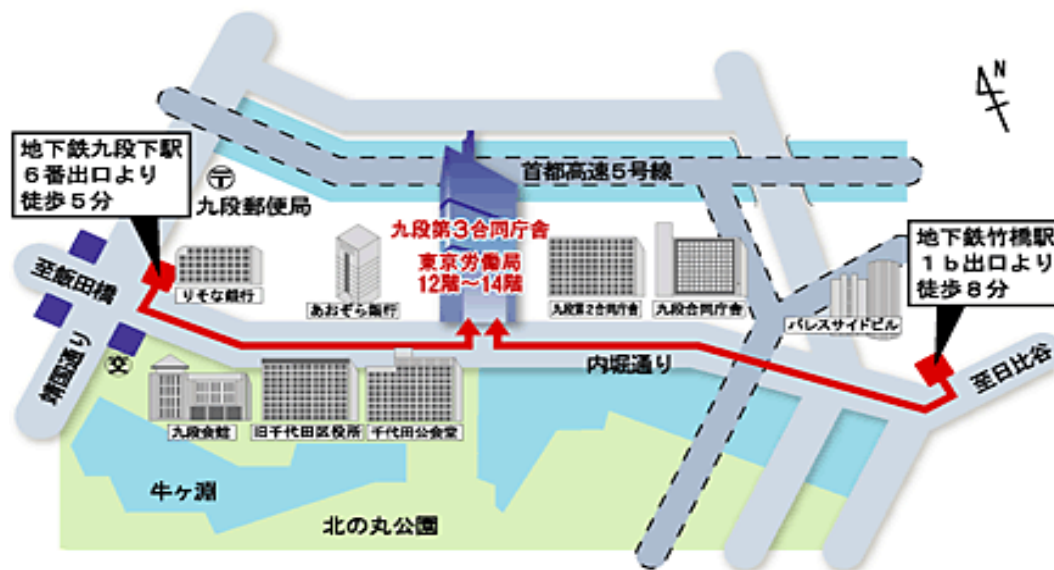 N
地下鉄九段下駅
6番出口より
徒歩5分
〒
九段郵便局
首都高速5号線
九段第3合同庁舎
東京労働局
12階～14階
地下鉄竹橋駅
1b出口より
徒歩8分
至飯田橋
りそな銀行
あおぞら銀行
九段第2合同庁舎
九段合同庁舎
パレスサイドビル
靖国通り
内堀通り
至日比谷
九段会館
旧千代田区役所
千代田公会堂
牛ヶ淵
北の丸公園